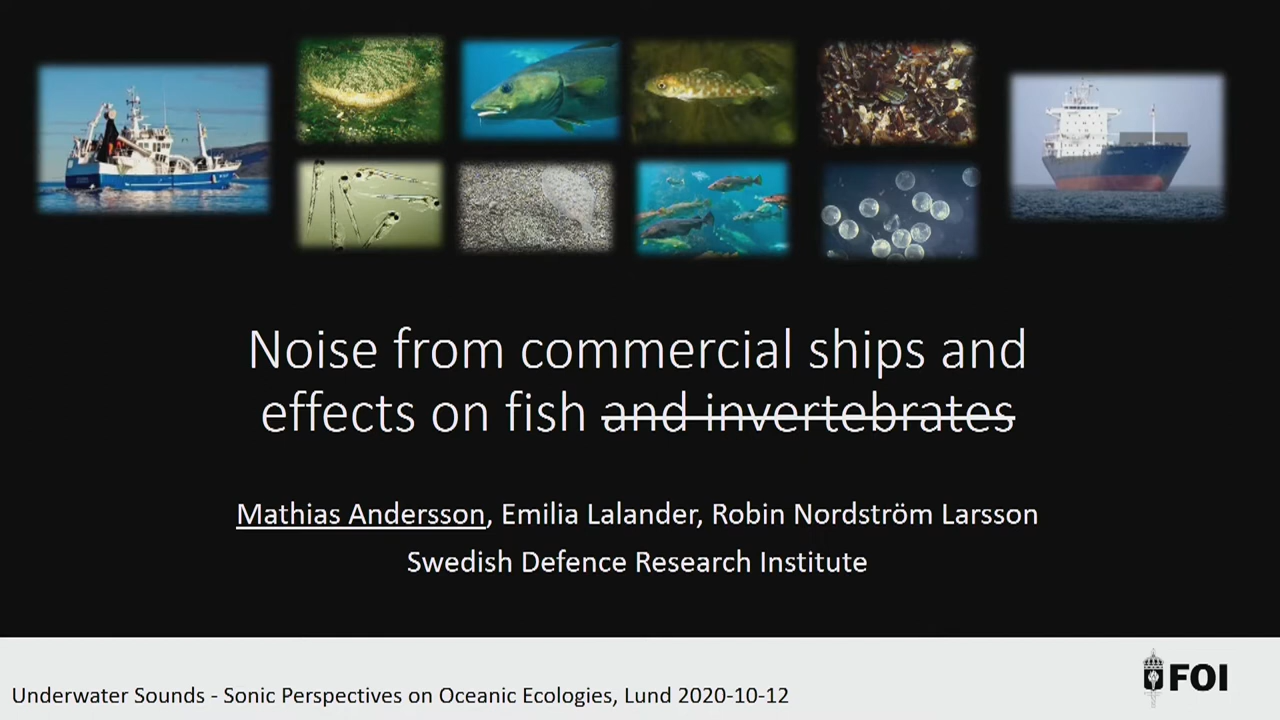 Noise from commercial ships and
effects on fish and invertebrates
Mathias Andersson, Emilia Lalander, Robin Nordström Larsson
Swedish Defence Research Institute
FOI
Underwater Sounds - Sonic Perspectives on Oceanic Ecologies, Lund 2020-10-12